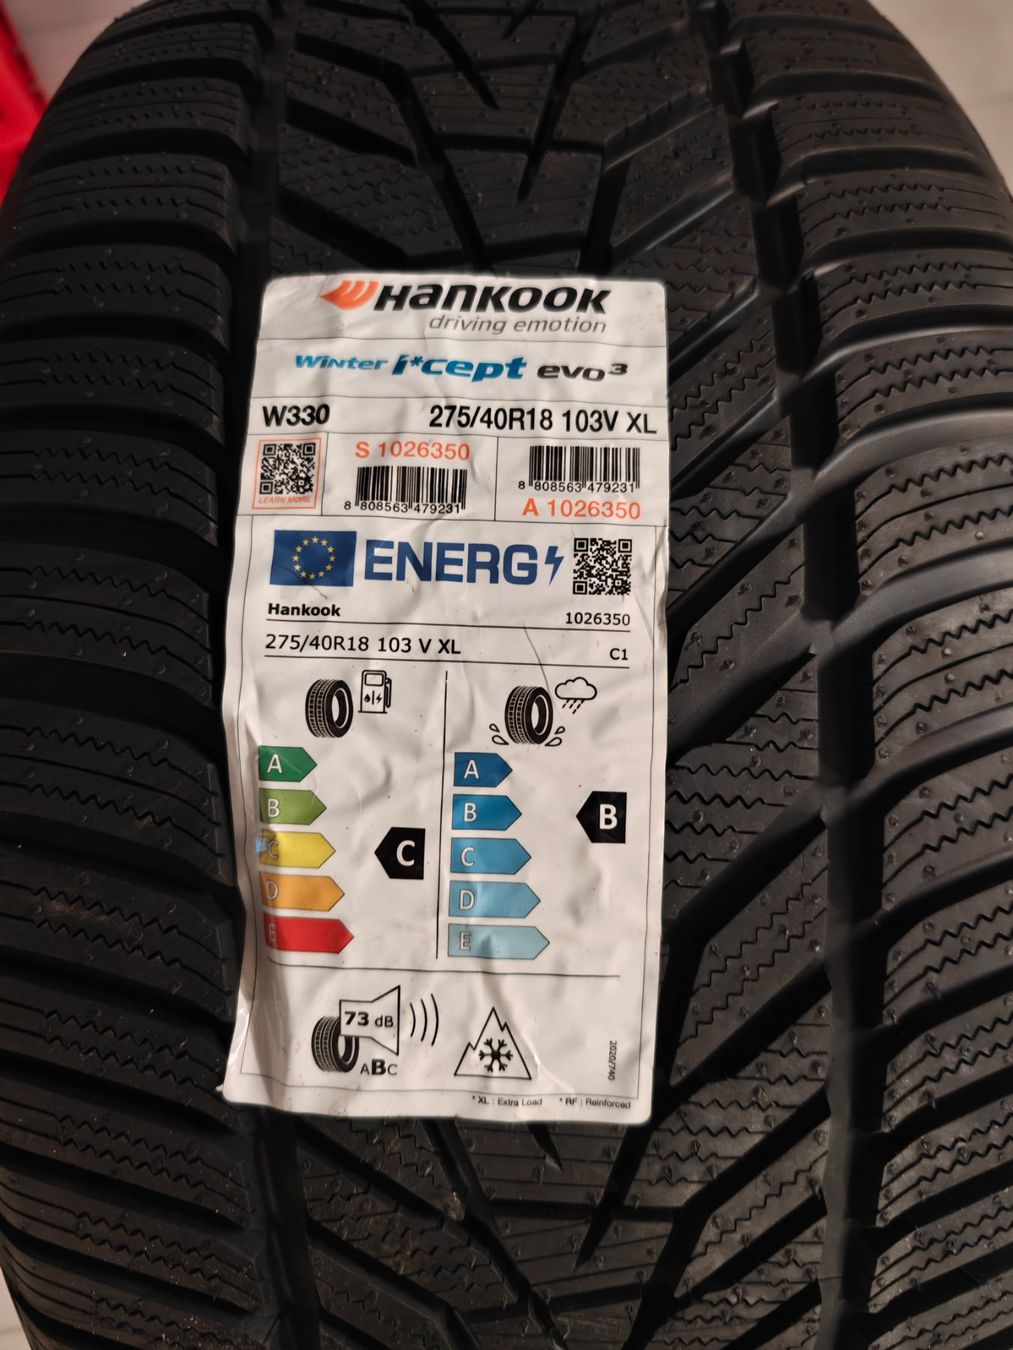 HANKOOK
driving emotion
Winter i*cept evo3
W330 275/40R18 103V XL
LEARN MORE
S 1026350
8 808563 479231
8 808563 479231
A 1026350
ENERG
Hankook 1026350
275/40R18 103 V XL C1
A A
B B B
C C C
D D
E E
73 dB
ABC
2020/740
* XL : Extra Load * RF : Reinforced